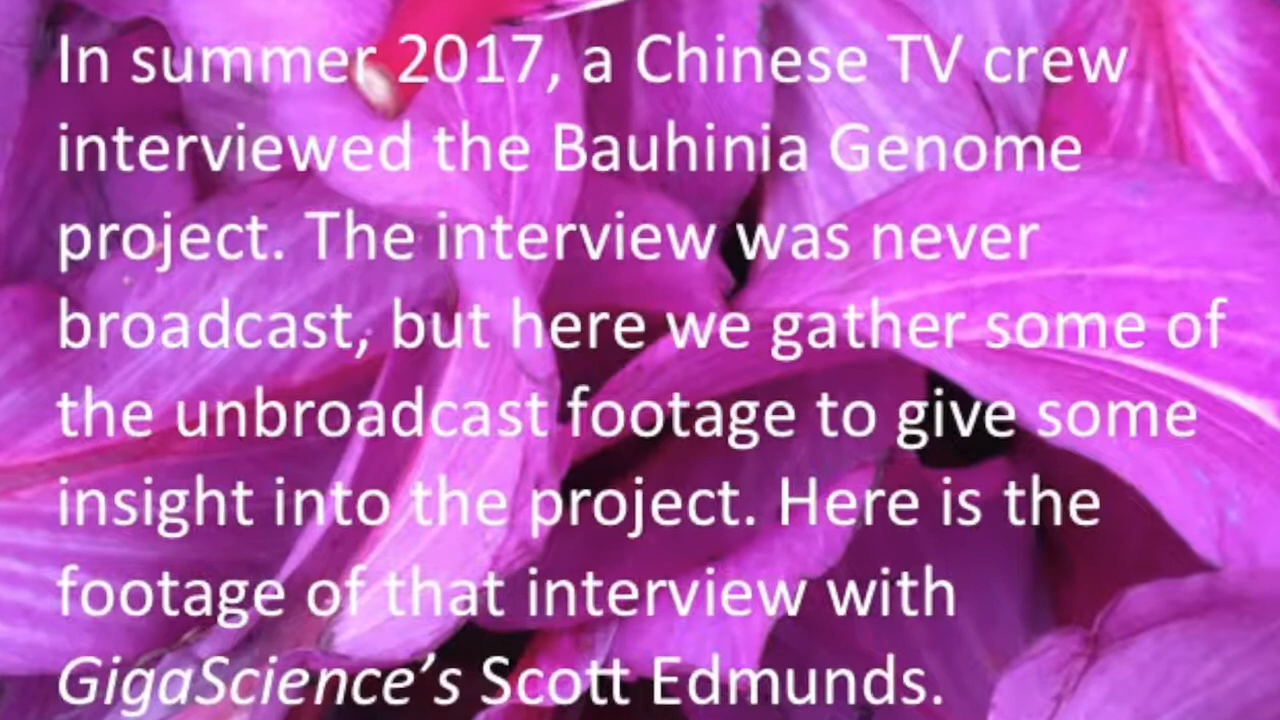 In summer 2017, a Chinese TV crew
interviewed the Bauhinia Genome
project. The interview was never
broadcast, but here we gather some of
the unbroadcast footage to give some
insight into the project. Here is the
footage of that interview with
GigaScience’s Scott Edmunds.